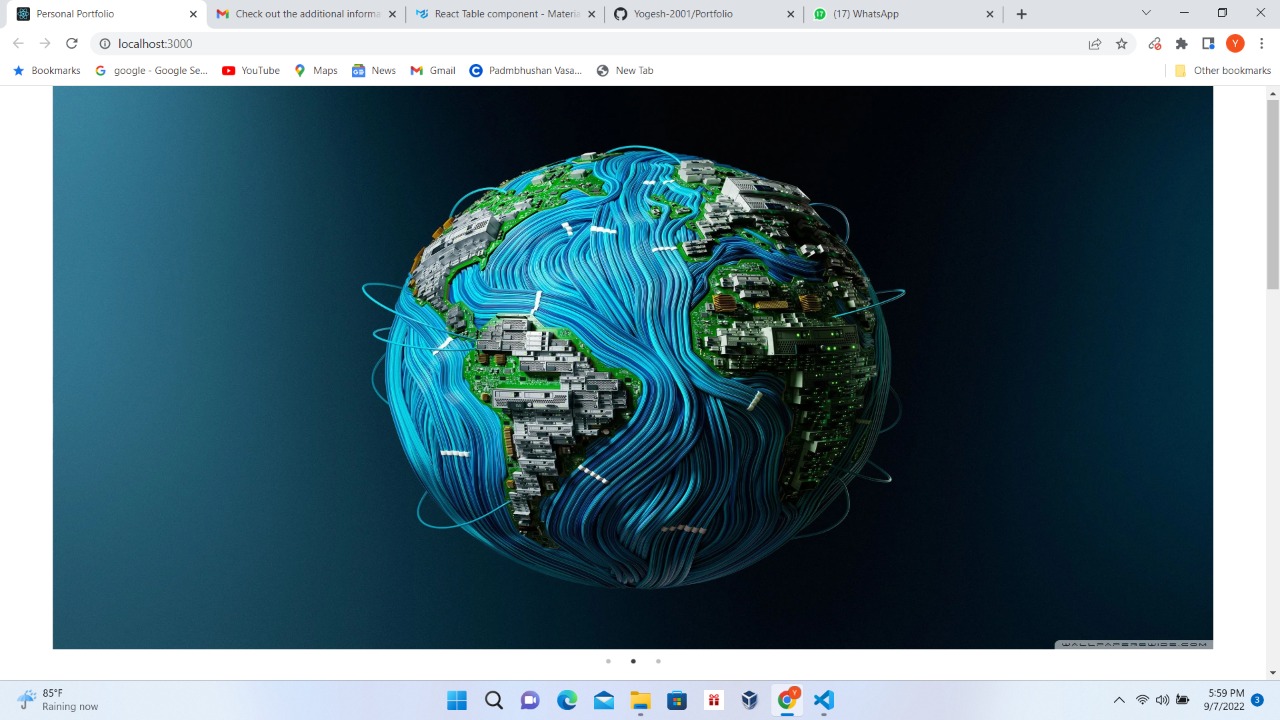 Personal Portfolio
Check out the additional informa
React Table component - Materia
Yogesh-2001/Portfolio
(17) WhatsApp
localhost:3000
Y
Bookmarks
google - Google Se...
YouTube
Maps
News
Gmail
Padmbhushan Vasa...
New Tab
Other bookmarks
85°F
Raining now
5:59 PM
9/7/2022
3